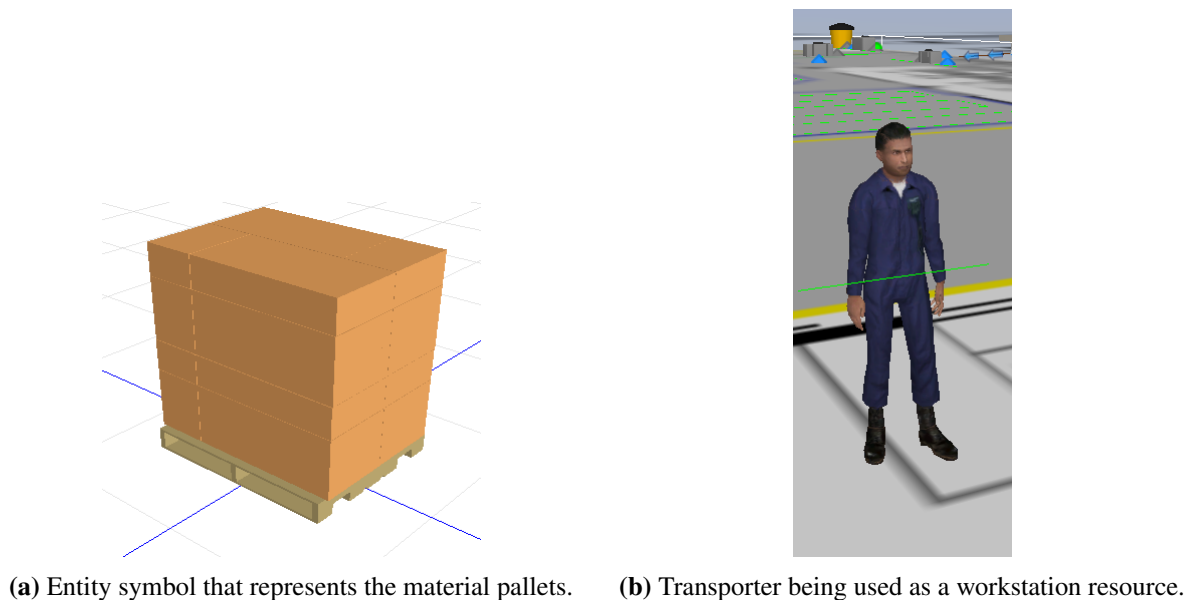 (a) Entity symbol that represents the material pallets.
(b) Transporter being used as a workstation resource.